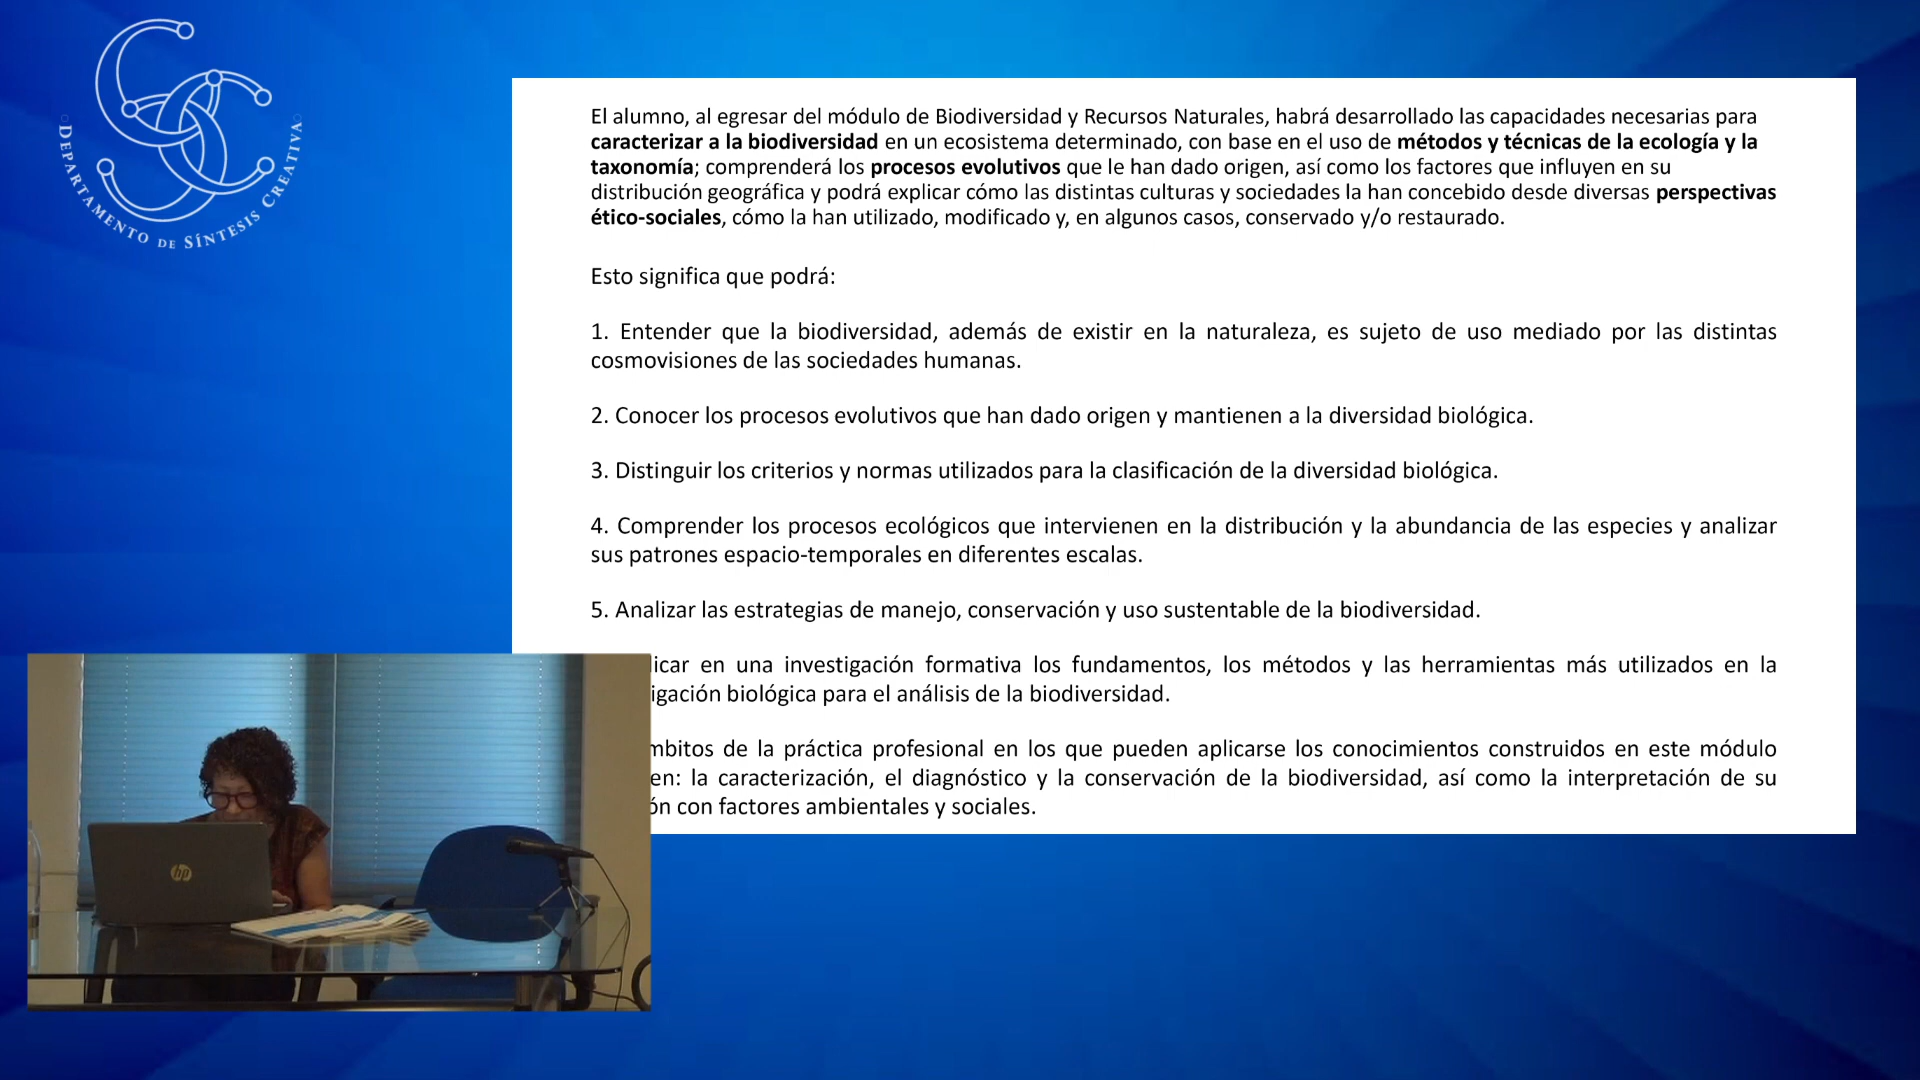 DEPARTAMENTO DE SÍNTESIS CREATIVA
El alumno, al egresar del módulo de Biodiversidad y Recursos Naturales, habrá desarrollado las capacidades necesarias para
caracterizar a la biodiversidad en un ecosistema determinado, con base en el uso de métodos y técnicas de la ecología y la
taxonomía; comprenderá los procesos evolutivos que le han dado origen, así como los factores que influyen en su
distribución geográfica y podrá explicar cómo las distintas culturas y sociedades la han concebido desde diversas perspectivas
ético-sociales, cómo la han utilizado, modificado y, en algunos casos, conservado y/o restaurado.
Esto significa que podrá:
1. Entender que la biodiversidad, además de existir en la naturaleza, es sujeto de uso mediado por las distintas
cosmovisiones de las sociedades humanas.
2. Conocer los procesos evolutivos que han dado origen y mantienen a la diversidad biológica.
3. Distinguir los criterios y normas utilizados para la clasificación de la diversidad biológica.
4. Comprender los procesos ecológicos que intervienen en la distribución y la abundancia de las especies y analizar
sus patrones espacio-temporales en diferentes escalas.
5. Analizar las estrategias de manejo, conservación y uso sustentable de la biodiversidad.
en una investigación formativa los fundamentos, los métodos y las herramientas más utilizados en la
biológica para el análisis de la biodiversidad.
de la práctica profesional en los que pueden aplicarse los conocimientos construidos en este módulo
la caracterización, el diagnóstico y la conservación de la biodiversidad, así como la interpretación de su
con factores ambientales y sociales.
hp